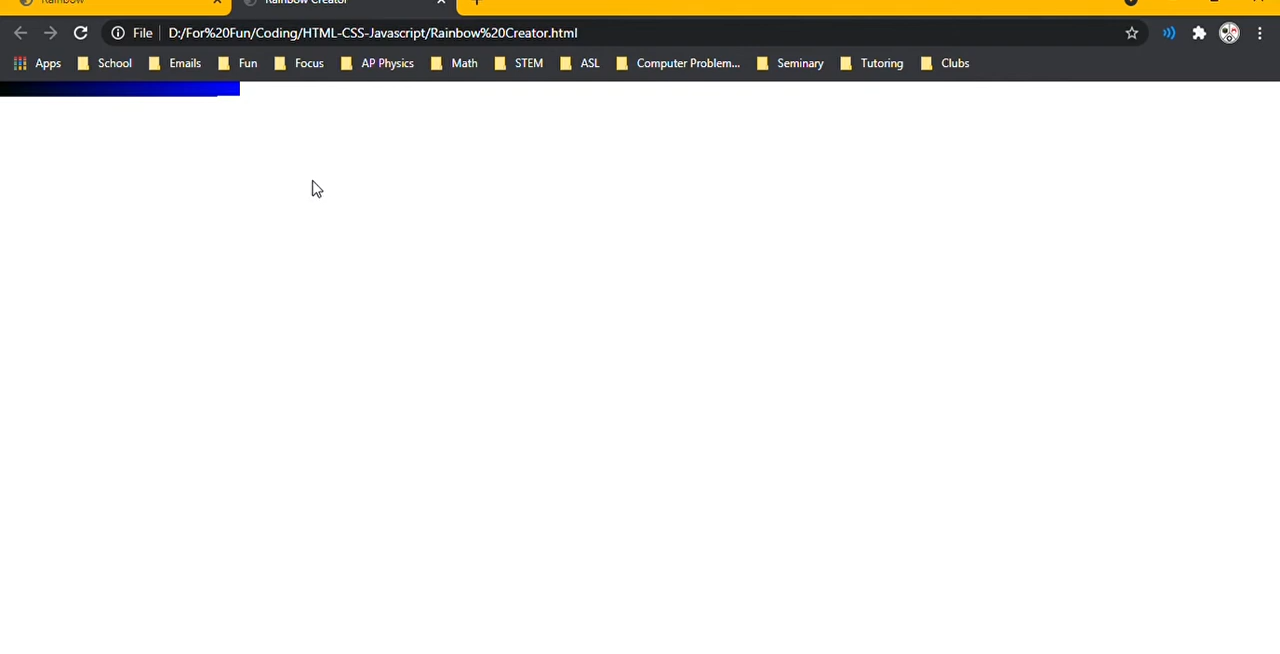 Rainbow Rainbow Creator
File D:/For%20Fun/Coding/HTML-CSS-Javascript/Rainbow%20Creator.html
Apps School Emails Fun Focus AP Physics Math STEM ASL Computer Problem... Seminary Tutoring Clubs